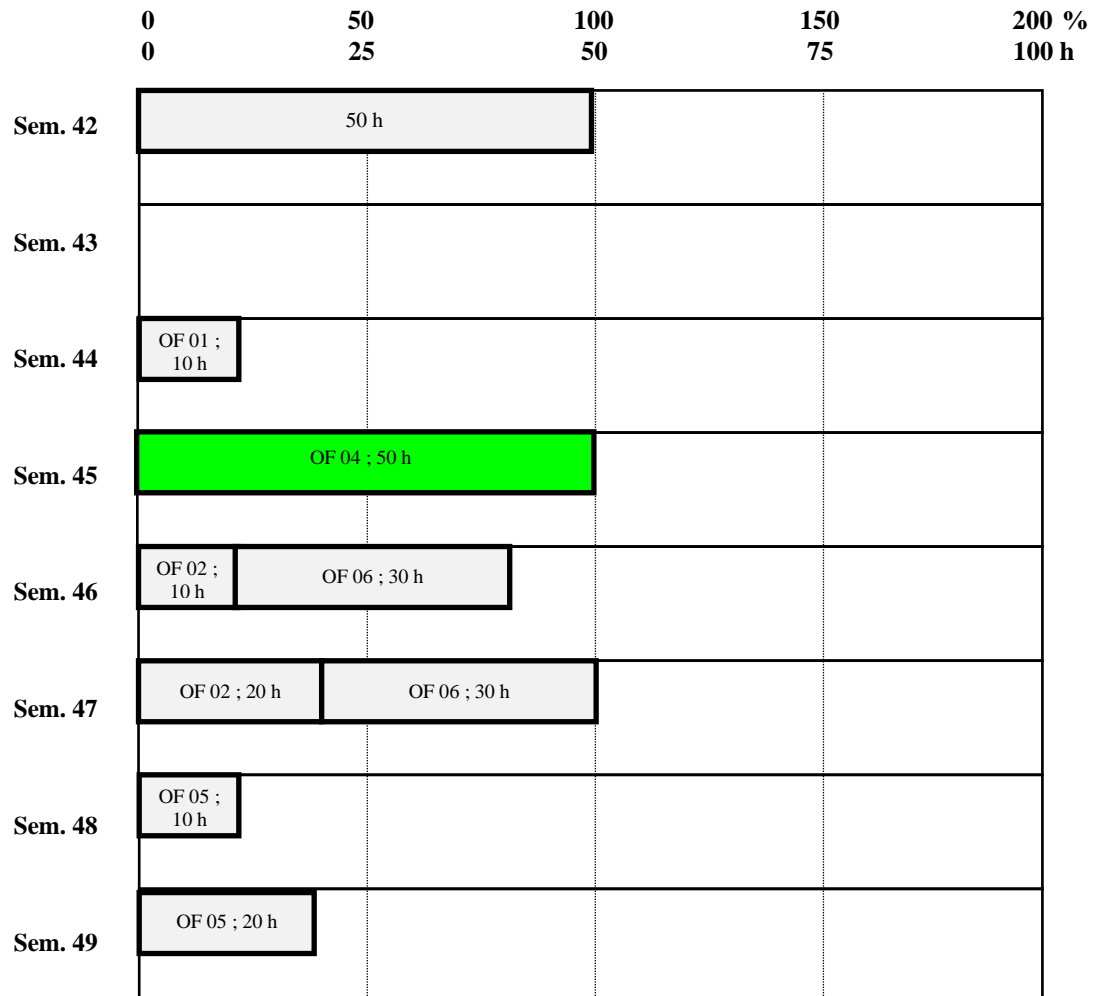 0 50 100 150 200 %
0 25 50 75 100 h
Sem. 42
50 h
Sem. 43
Sem. 44
OF 01 ;
10 h
Sem. 45
OF 04 ; 50 h
Sem. 46
OF 02 ;
10 h
OF 06 ; 30 h
Sem. 47
OF 02 ; 20 h
OF 06 ; 30 h
Sem. 48
OF 05 ;
10 h
Sem. 49
OF 05 ; 20 h